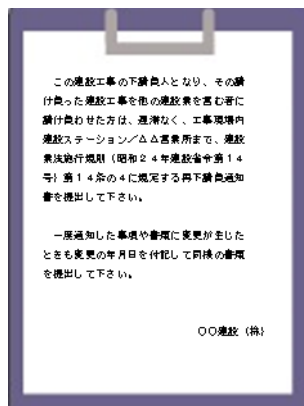 この建設工事の下請負人となり、その請
け負った建設工事を他の建設業を営む者に
請け負わせた方は、遅滞なく、工事現場内
建設ステーション／△△営業所まで、建設
業法施行規則（昭和２４年建設省令第１４
号）第１４条の４に規定する再下請負通知
書を提出して下さい。
一度通知した事項や書類に変更が生じた
ときも変更の年月日を付記して同様の書類
を提出して下さい。
〇〇建設（株）